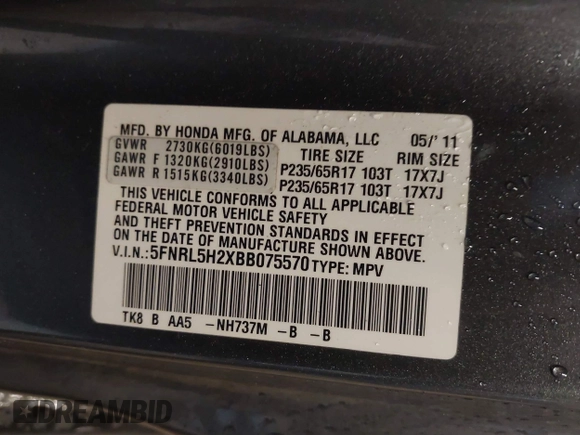 MFD. BY HONDA MFG. OF ALABAMA, LLC 05/'11
GVWR 2730KG(6019LBS) TIRE SIZE RIM SIZE
GAWR F 1320KG(2910LBS) P235/65R17 103T 17X7J
GAWR R 1515KG(3340LBS) P235/65R17 103T 17X7J
THIS VEHICLE CONFORMS TO ALL APPLICABLE
FEDERAL MOTOR VEHICLE SAFETY
AND THEFT PREVENTION STANDARDS IN EFFECT
ON THE DATE OF MANUFACTURE SHOWN ABOVE.
V.I.N.:5FNRL5H2XBB075570 TYPE: MPV
TK8 B AA5 -NH737M -B -B
DREAMBID